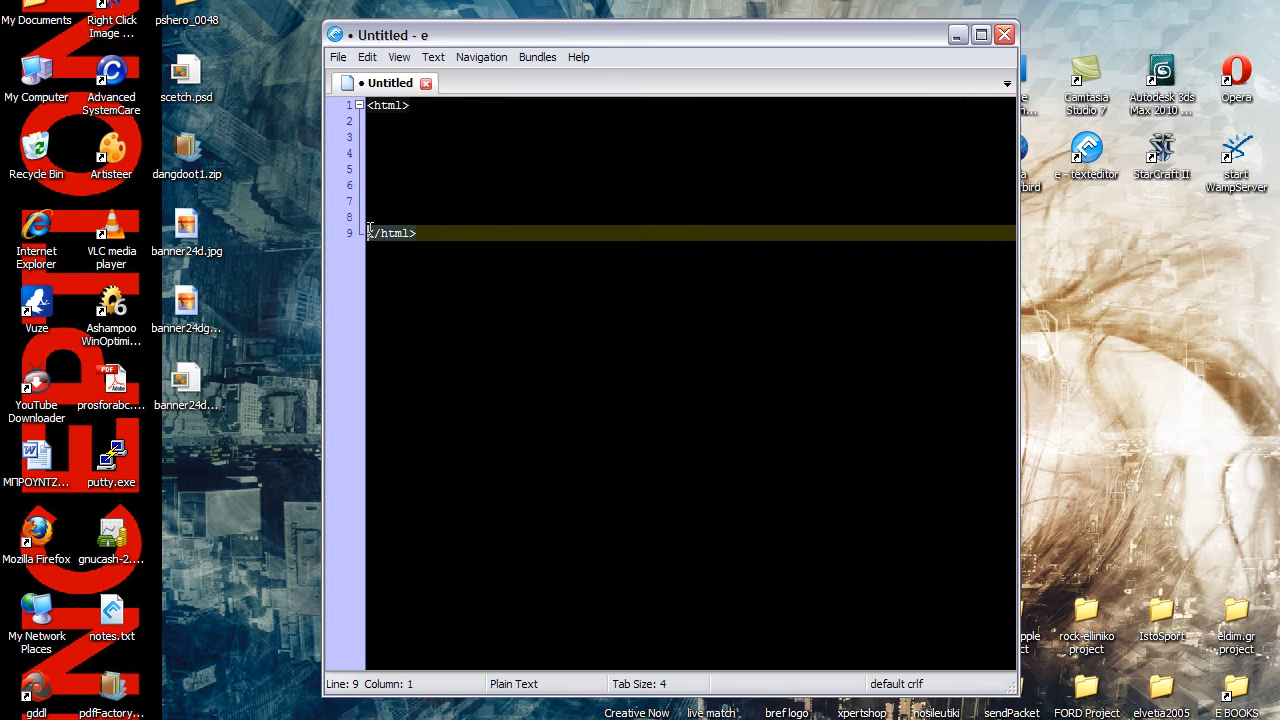 My Documents
Right Click
Image ...
pshero_0048
My Computer
Advanced
SystemCare
scetch.psd
Recycle Bin
Artisteer
dangdoot1.zip
Internet
Explorer
VLC media
player
banner24d.jpg
Vuze
Ashampoo
WinOptimi...
banner24dg...
YouTube
Downloader
prosforabc....
banner24d...
ΜΠΡΟΥΝΤΖ...
putty.exe
Mozilla Firefox
gnucash-2....
My Network
Places
notes.txt
gddl
pdfFactory...
• Untitled - e
File Edit View Text Navigation Bundles Help
• Untitled
1 <html>
2
3
4
5
6
7
8
9 </html>
Line: 9 Column: 1
Plain Text
Tab Size: 4
default crlf
Camtasia
Studio 7
Autodesk 3ds
Max 2010 ...
Opera
e - texteditor
StarCraft II
start
WampServer
rock-elliniko
project
IstoSport
eldim.gr
project
Creative Now
live match
bref logo
xpertshop
nosileutiki
sendPacket
FORD Project
elvetia2005
E BOOKS